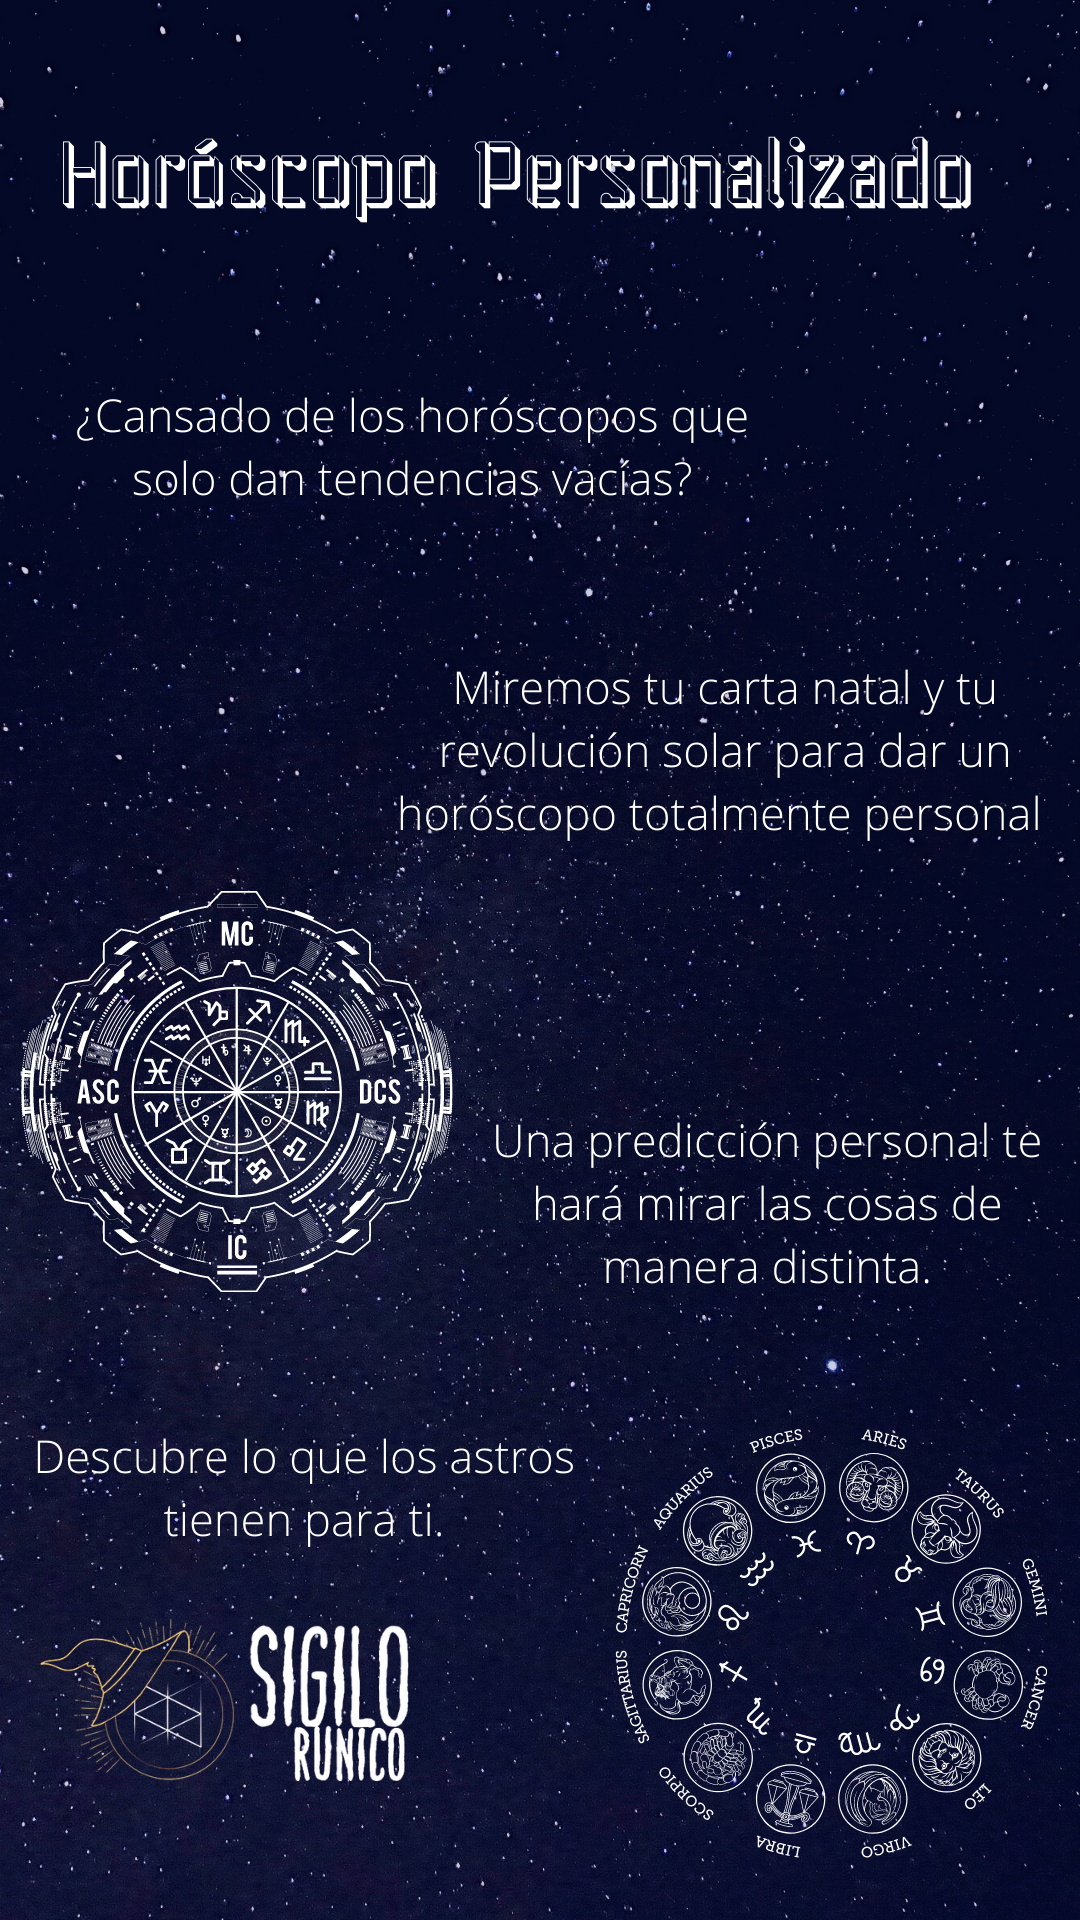 Horóscopo Personalizado
¿Cansado de los horóscopos que
solo dan tendencias vacías?
Miremos tu carta natal y tu
revolución solar para dar un
horóscopo totalmente personal
MC
ASC
DCS
IC
Una predicción personal te
hará mirar las cosas de
manera distinta.
Descubre lo que los astros
tienen para ti.
SIGILO
RUNICO
PISCES
ARIES
TAURUS
GEMINI
CANCER
LEO
VIRGO
LIBRA
SCORPIO
SAGITTARIUS
CAPRICORN
AQUARIUS